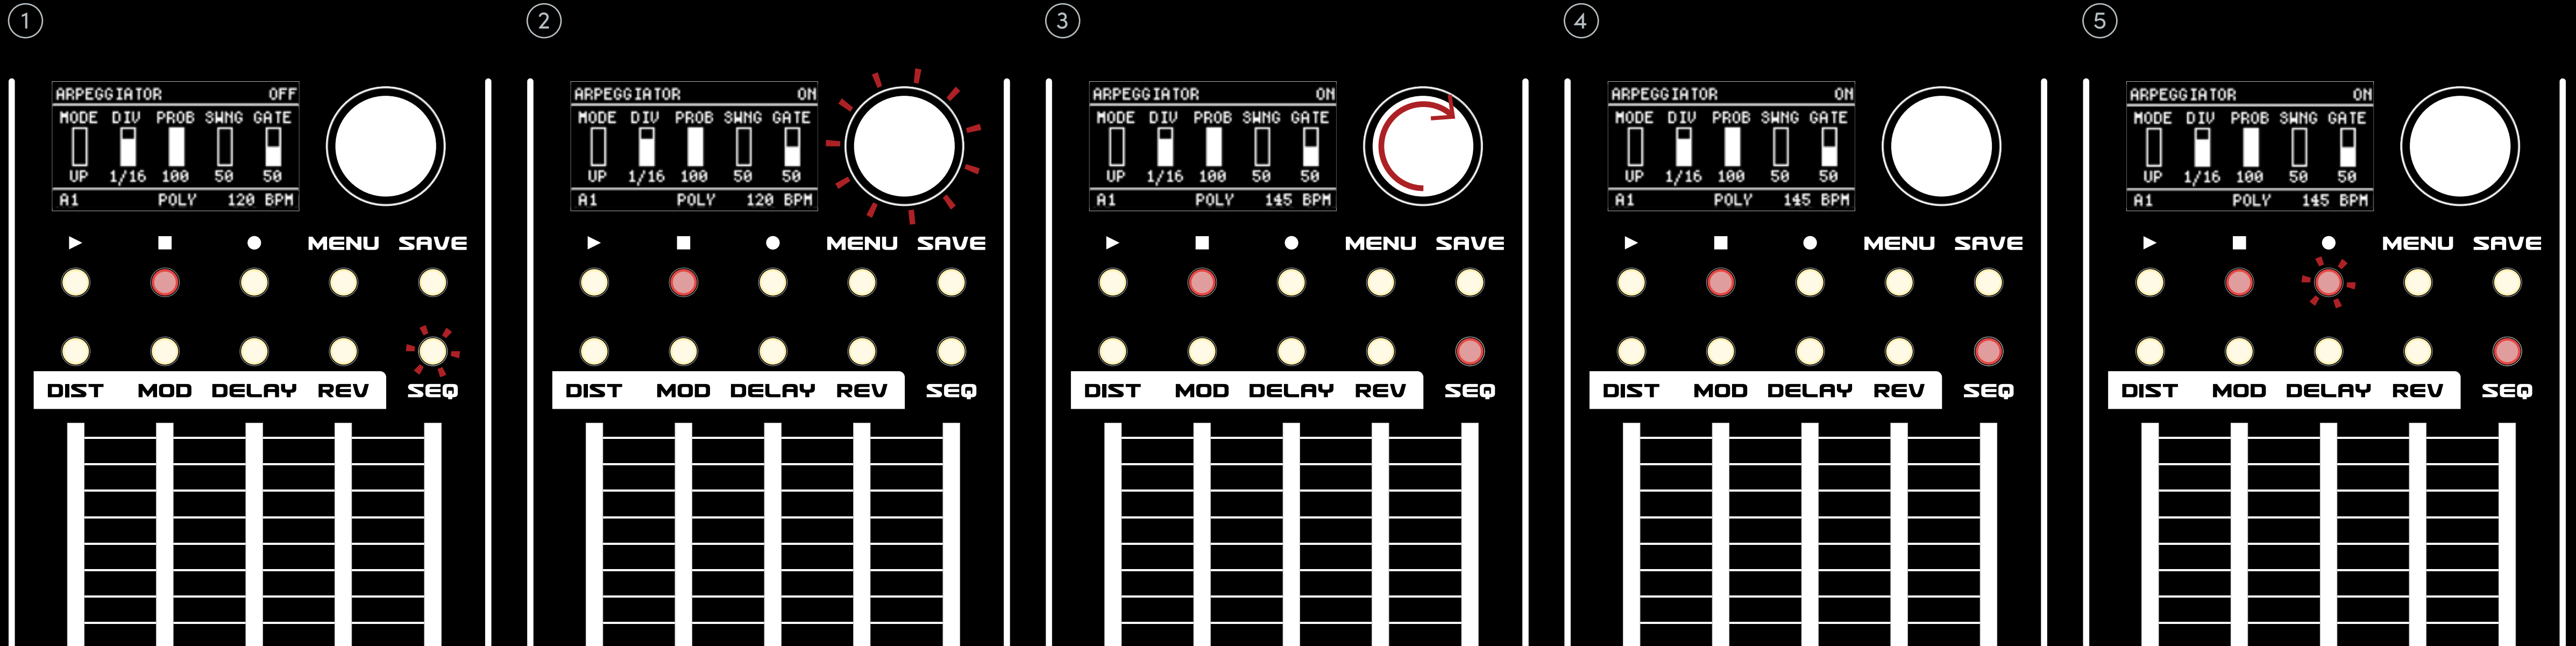 1
ARPEGGIATOR OFF
MODE DIV PROB SWNG GATE
UP 1/16 100 50 50
A1 POLY 120 BPM
MENU SAVE
DIST MOD DELAY REV SEQ
2
ARPEGGIATOR ON
MODE DIV PROB SWNG GATE
UP 1/16 100 50 50
A1 POLY 120 BPM
MENU SAVE
DIST MOD DELAY REV SEQ
3
ARPEGGIATOR ON
MODE DIV PROB SWNG GATE
UP 1/16 100 50 50
A1 POLY 145 BPM
MENU SAVE
DIST MOD DELAY REV SEQ
4
ARPEGGIATOR ON
MODE DIV PROB SWNG GATE
UP 1/16 100 50 50
A1 POLY 145 BPM
MENU SAVE
DIST MOD DELAY REV SEQ
5
ARPEGGIATOR ON
MODE DIV PROB SWNG GATE
UP 1/16 100 50 50
A1 POLY 145 BPM
MENU SAVE
DIST MOD DELAY REV SEQ